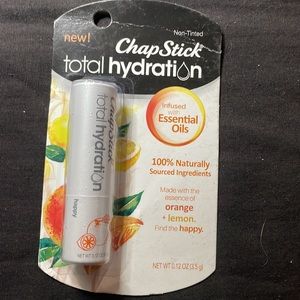 Non-Tinted
new!
ChapStick
total hydration
Infused
with
Essential
Oils
100% Naturally
Sourced Ingredients
Made with the
essence of
orange
+ lemon.
Find the happy.
NET WT 0.12 OZ (3.5 g)
ChapStick
total hydration
happy